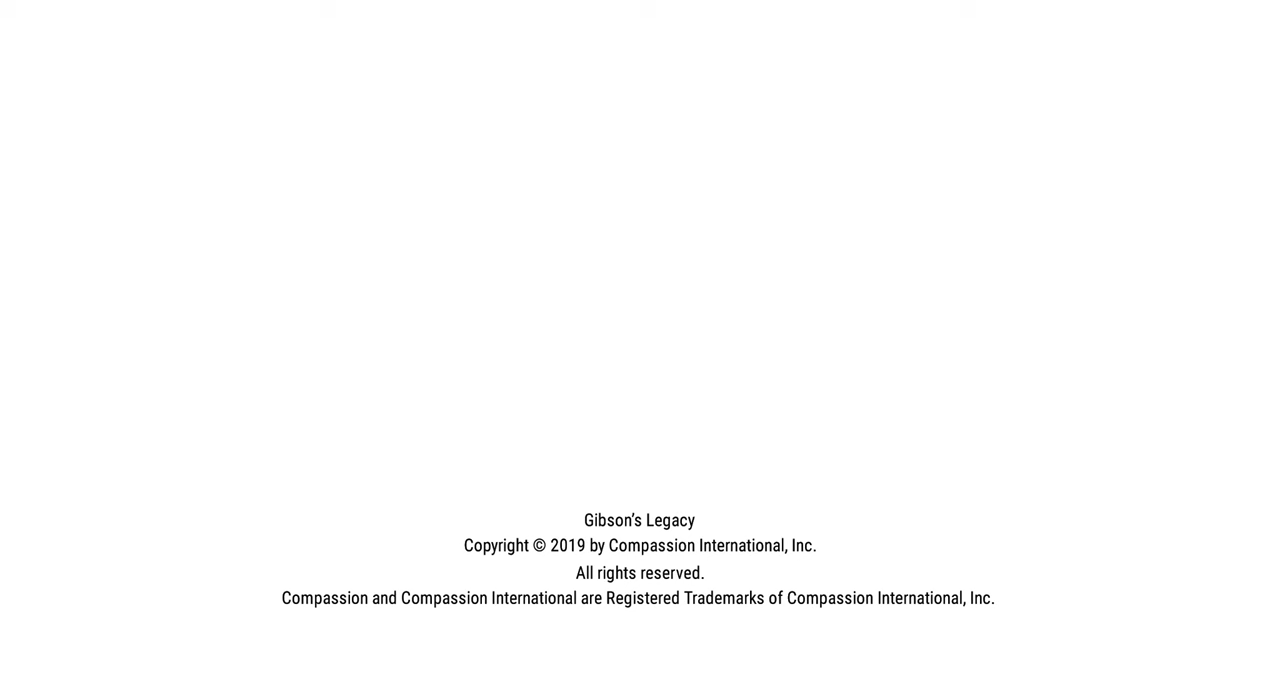 Gibson’s Legacy
Copyright © 2019 by Compassion International, Inc.
All rights reserved.
Compassion and Compassion International are Registered Trademarks of Compassion International, Inc.